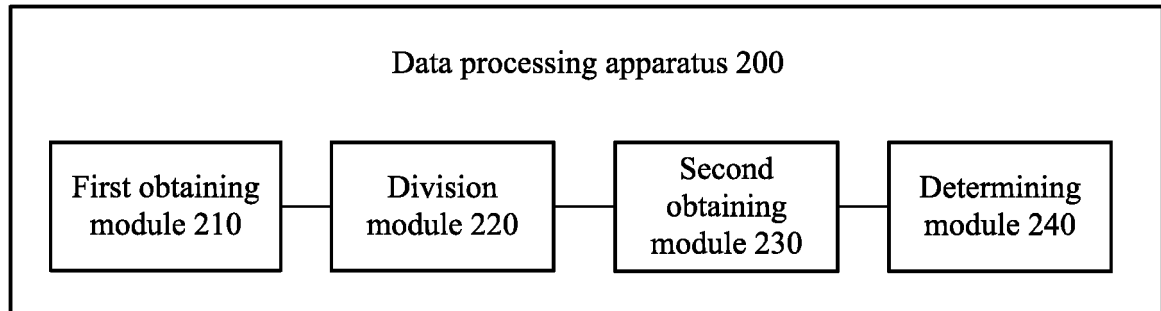 Data processing apparatus 200
First obtaining
module 210
Division
module 220
Second
obtaining
module 230
Determining
module 240